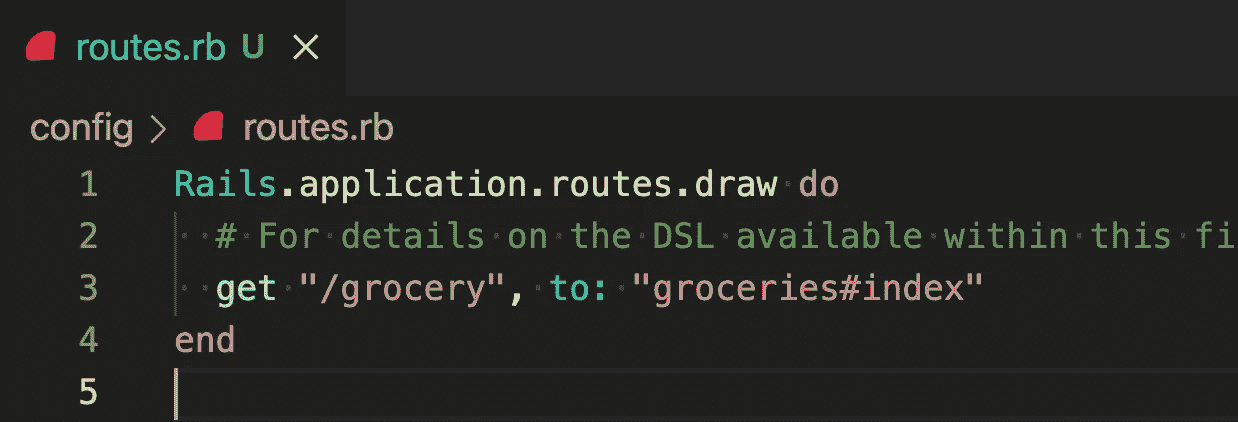 routes.rb U
config > routes.rb
1 Rails.application.routes.draw do
2 # For details on the DSL available within this fi
3 get "/grocery", to: "groceries#index"
4 end
5